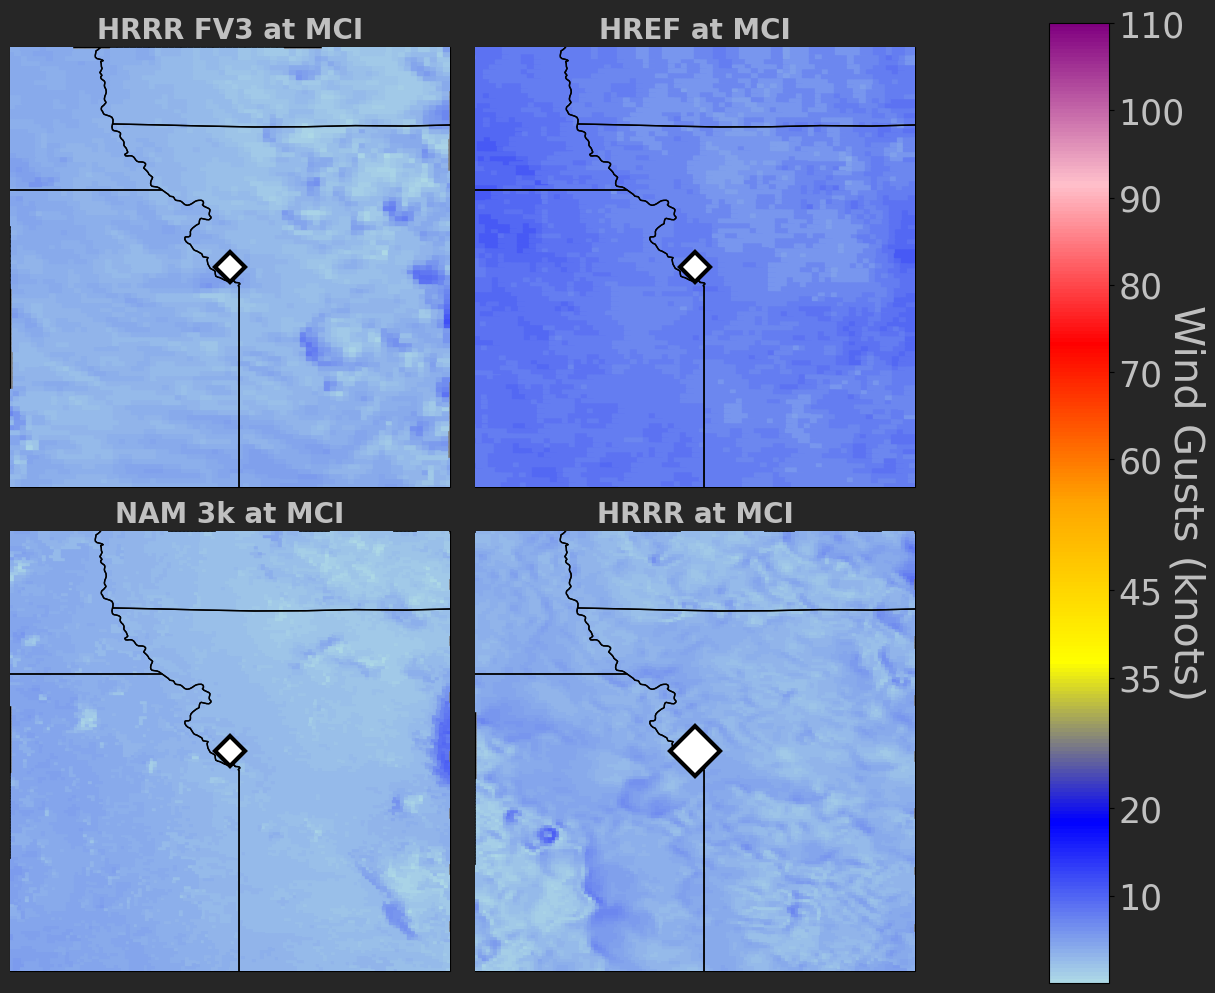 HRRR FV3 at MCI
HREF at MCI
NAM 3k at MCI
HRRR at MCI
110
100
90
80
70
60
45
35
20
10
Wind Gusts (knots)